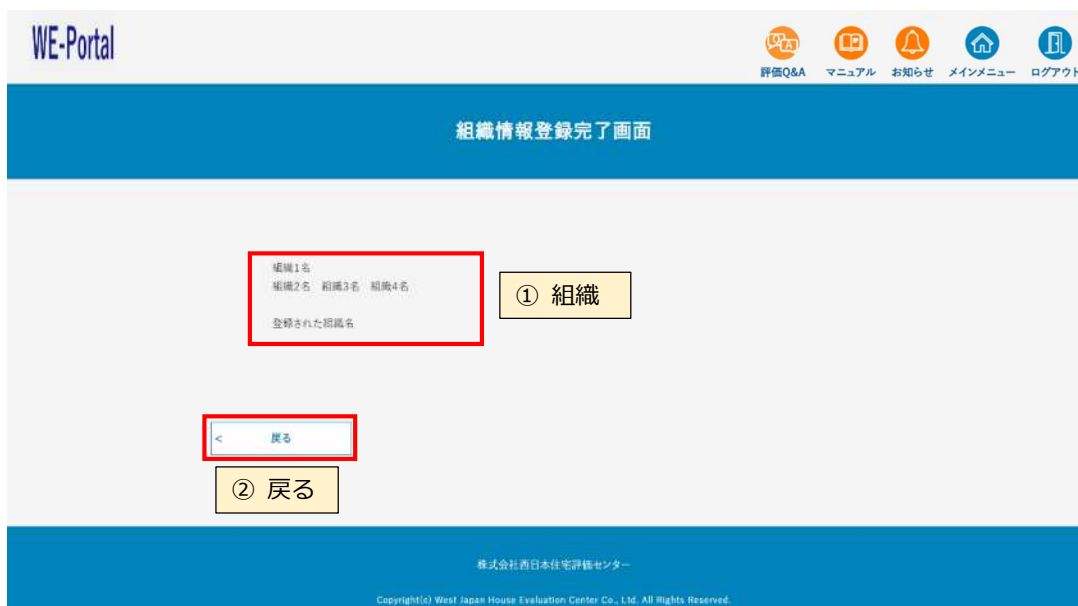 WE-Portal
評価Q&A マニュアル お知らせ メインメニュー ログアウト
組織情報登録完了画面
組織1名
組織2名 組織3名 組織4名
① 組織
登録された組織名
< 戻る
② 戻る
株式会社西日本住宅評価センター
Copyright(c) West Japan House Evaluation Center Co., Ltd. All Rights Reserved.